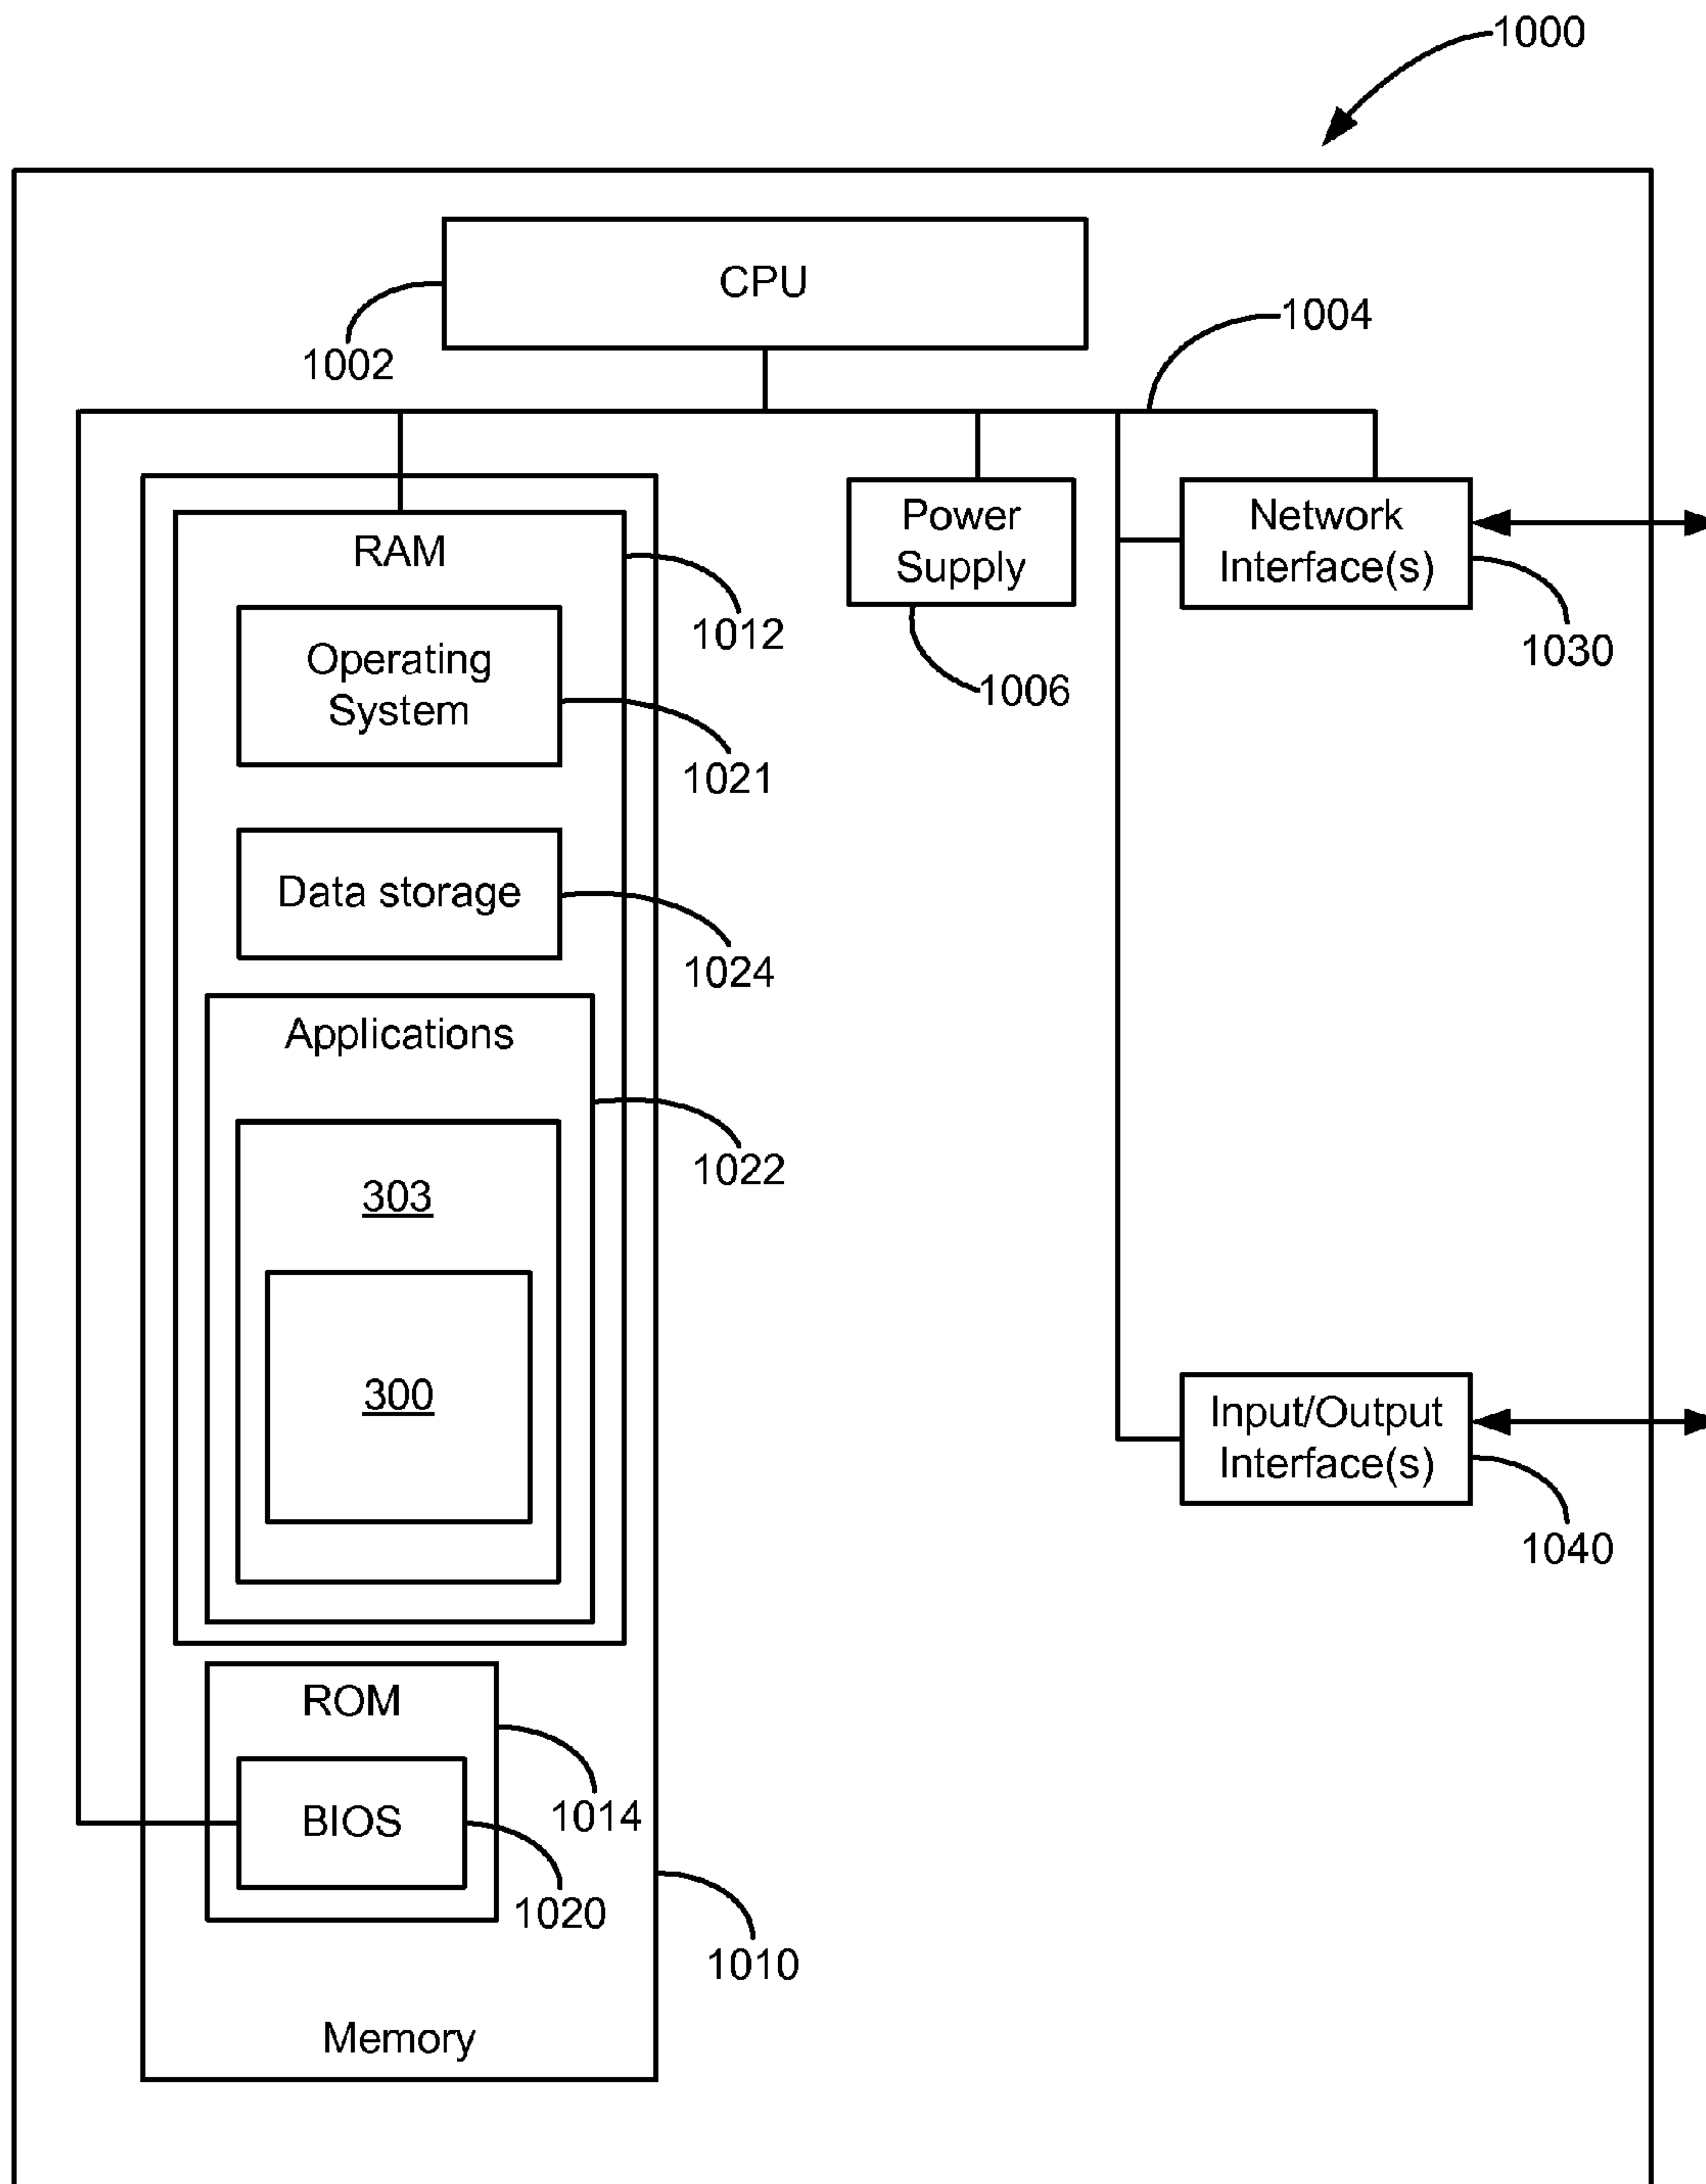 1000
CPU
1002
1004
RAM
1012
Power
Supply
1006
Network
Interface(s)
1030
Operating
System
1021
Data storage
1024
Applications
1022
303
300
Input/Output
Interface(s)
1040
ROM
1014
BIOS
1020
1010
Memory